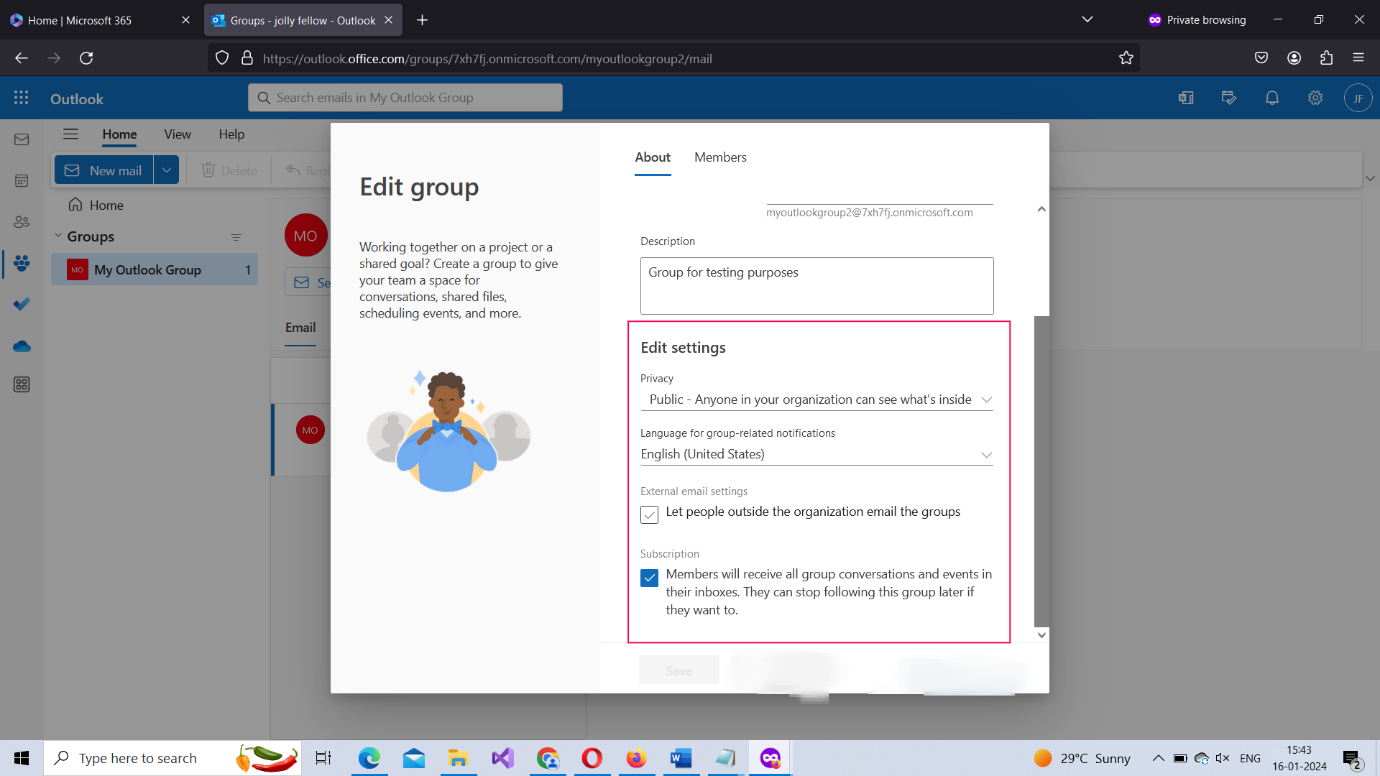 Home | Microsoft 365
Groups - jolly fellow - Outlook
Private browsing
https://outlook.office.com/groups/7xh7fj.onmicrosoft.com/myoutlookgroup2/mail
Outlook
Search emails in My Outlook Group
JF
Home View Help
New mail
Delete
Repl
Home
Groups
MO
My Outlook Group 1
MO
Se
Email
MO
Edit group
Working together on a project or a
shared goal? Create a group to give
your team a space for
conversations, shared files,
scheduling events, and more.
About Members
myoutlookgroup2@7xh7fj.onmicrosoft.com
Description
Group for testing purposes
Edit settings
Privacy
Public - Anyone in your organization can see what's inside
Language for group-related notifications
English (United States)
External email settings
Let people outside the organization email the groups
Subscription
Members will receive all group conversations and events in
their inboxes. They can stop following this group later if
they want to.
Save
Type here to search
29°C Sunny
ENG
15:43
16-01-2024
2